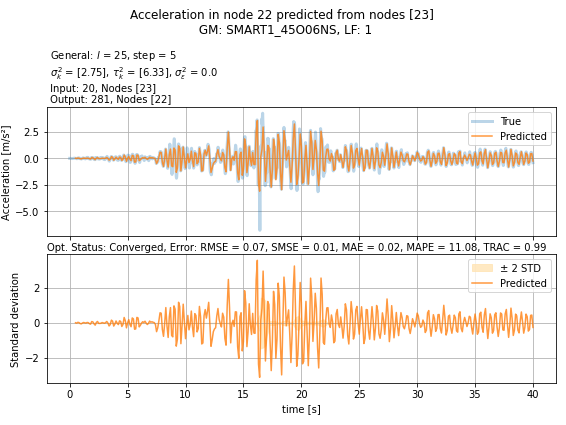 Acceleration in node 22 predicted from nodes [23]
GM: SMART1_45O06NS, LF: 1
General: l = 25, step = 5
σ²ₖ = [2.75], τ²ₖ = [6.33], σ²ε = 0.0
Input: 20, Nodes [23]
Output: 281, Nodes [22]
Acceleration [m/s²]
2.5
0.0
−2.5
−5.0
True
Predicted
Opt. Status: Converged, Error: RMSE = 0.07, SMSE = 0.01, MAE = 0.02, MAPE = 11.08, TRAC = 0.99
Standard deviation
2
0
−2
± 2 STD
Predicted
0 5 10 15 20 25 30 35 40
time [s]